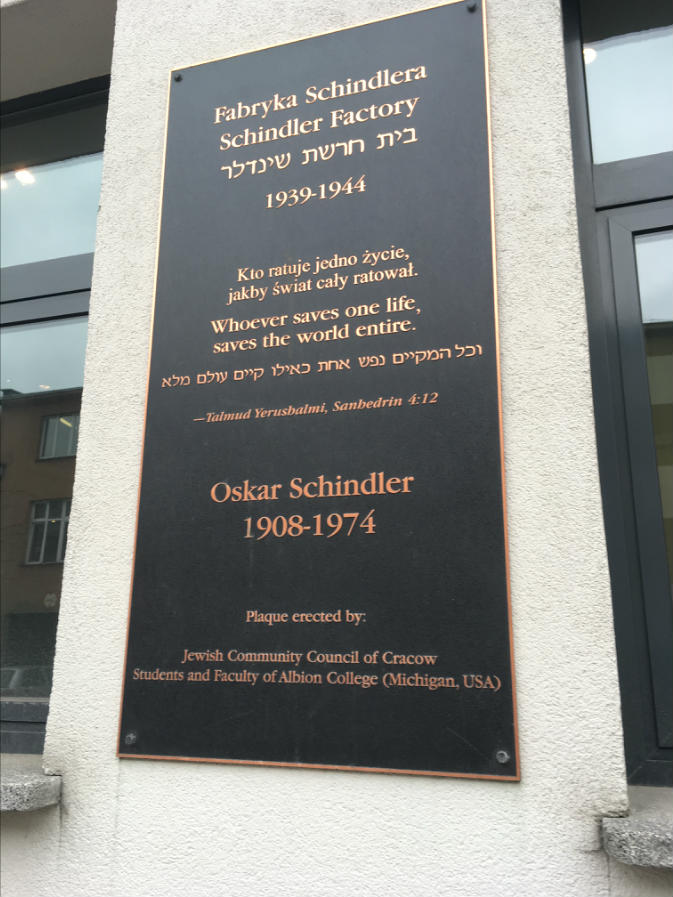 Fabryka Schindlera
Schindler Factory
בית חרשת שינדלר
1939-1944
Kto ratuje jedno życie,
jakby świat cały ratował.
Whoever saves one life,
saves the world entire.
וכל המקיים נפש אחת כאילו קיים עולם מלא
—Talmud Yerushalmi, Sanhedrin 4:12
Oskar Schindler
1908-1974
Plaque erected by:
Jewish Community Council of Cracow
Students and Faculty of Albion College (Michigan, USA)